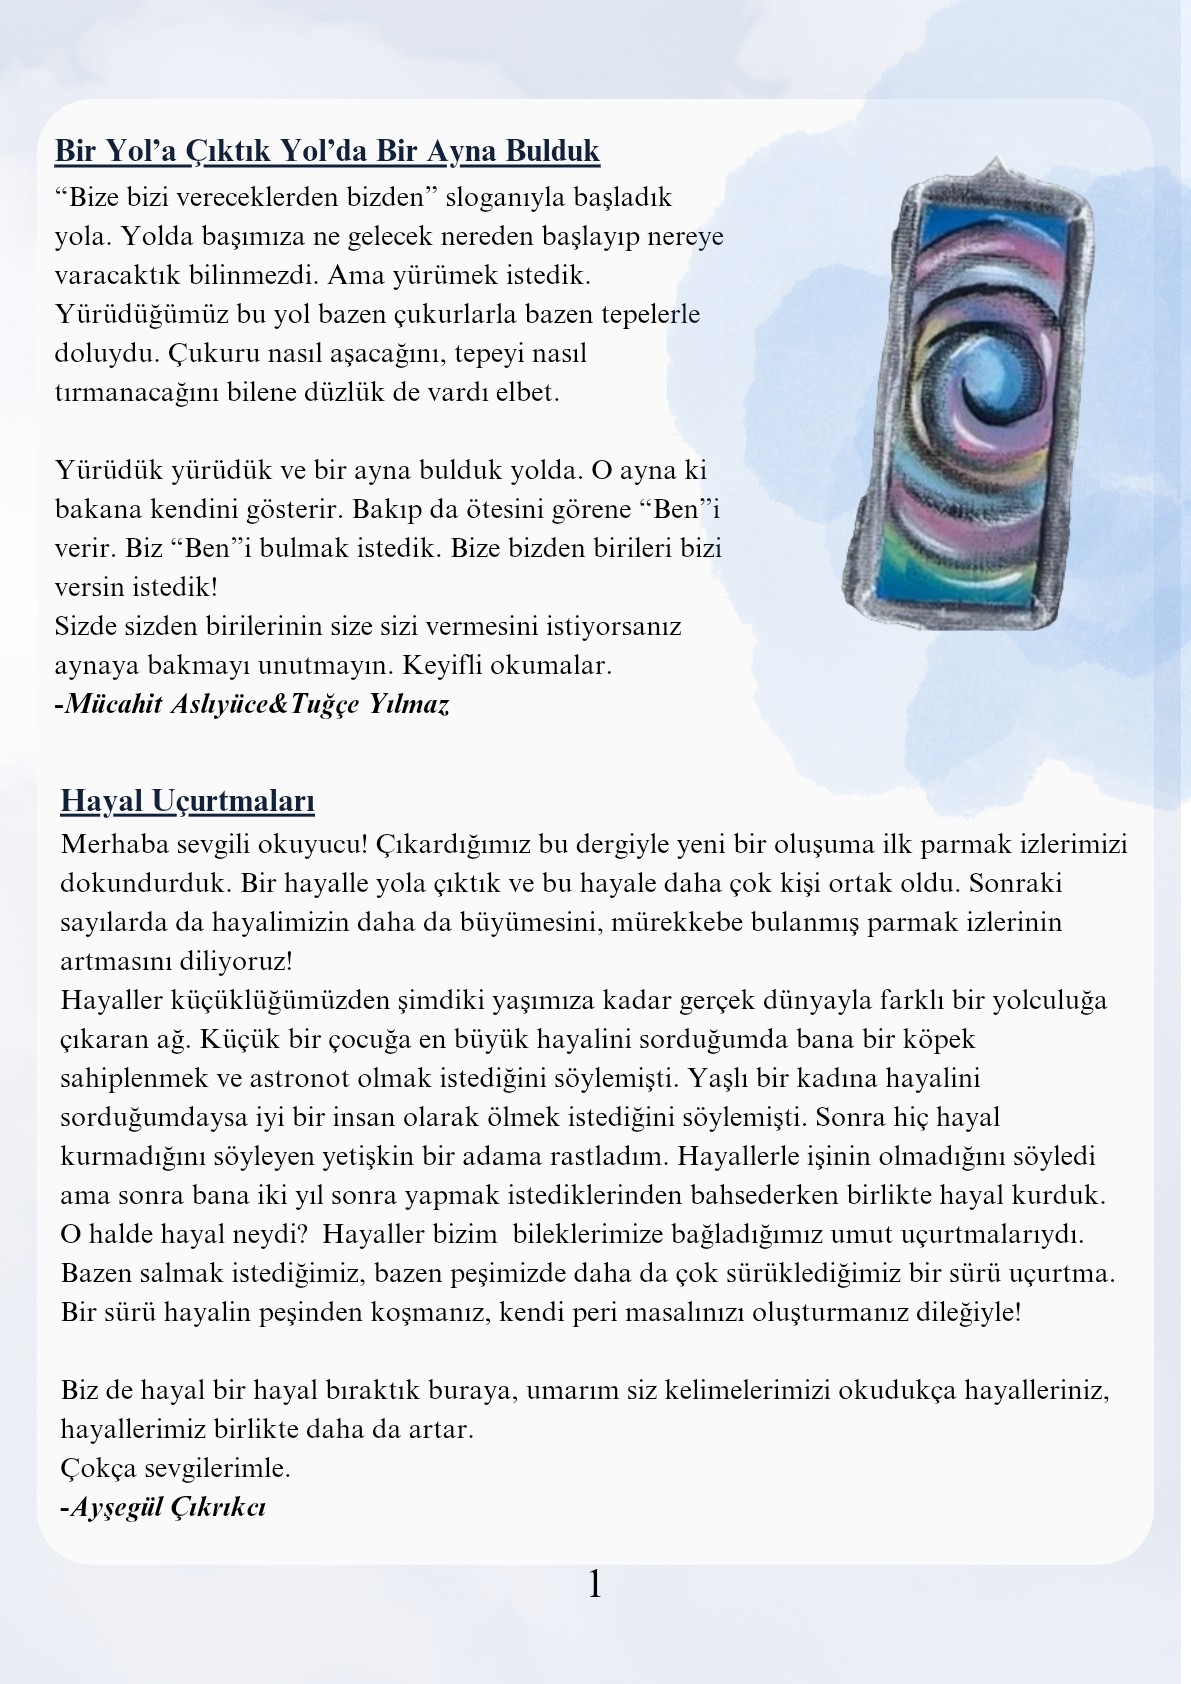 Bir Yol’a Çıktık Yol’da Bir Ayna Bulduk
“Bize bizi vereceklerden bizden” sloganıyla başladık
yola. Yolda başımıza ne gelecek nereden başlayıp nereye
varacaktık bilinmezdi. Ama yürümek istedik.
Yürüdüğümüz bu yol bazen çukurlarla bazen tepelerle
doluydu. Çukuru nasıl aşacağını, tepeyi nasıl
tırmanacağını bilene düzlük de vardı elbet.
Yürüdük yürüdük ve bir ayna bulduk yolda. O ayna ki
bakana kendini gösterir. Bakıp da ötesini görene “Ben”i
verir. Biz “Ben”i bulmak istedik. Bize bizden birileri bizi
versin istedik!
Sizde sizden birilerinin size sizi vermesini istiyorsanız
aynaya bakmayı unutmayın. Keyifli okumalar.
-Mücahit Aslıyüce&Tuğçe Yılmaz
Hayal Uçurtmaları
Merhaba sevgili okuyucu! Çıkardığımız bu dergiyle yeni bir oluşuma ilk parmak izlerimizi
dokundurduk. Bir hayalle yola çıktık ve bu hayale daha çok kişi ortak oldu. Sonraki
sayılarda da hayalimizin daha da büyümesini, mürekkebe bulanmış parmak izlerinin
artmasını diliyoruz!
Hayaller küçüklüğümüzden şimdiki yaşımıza kadar gerçek dünyayla farklı bir yolculuğa
çıkaran ağ. Küçük bir çocuğa en büyük hayalini sorduğumda bana bir köpek
sahiplenmek ve astronot olmak istediğini söylemişti. Yaşlı bir kadına hayalini
sorduğumdaysa iyi bir insan olarak ölmek istediğini söylemişti. Sonra hiç hayal
kurmadığını söyleyen yetişkin bir adama rastladım. Hayallerle işinin olmadığını söyledi
ama sonra bana iki yıl sonra yapmak istediklerinden bahsederken birlikte hayal kurduk.
O halde hayal neydi?  Hayaller bizim  bileklerimize bağladığımız umut uçurtmalarıydı.
Bazen salmak istediğimiz, bazen peşimizde daha da çok sürüklediğimiz bir sürü uçurtma.
Bir sürü hayalin peşinden koşmanız, kendi peri masalınızı oluşturmanız dileğiyle!
Biz de hayal bir hayal bıraktık buraya, umarım siz kelimelerimizi okudukça hayalleriniz,
hayallerimiz birlikte daha da artar.
Çokça sevgilerimle.
-Ayşegül Çıkrıkcı
1